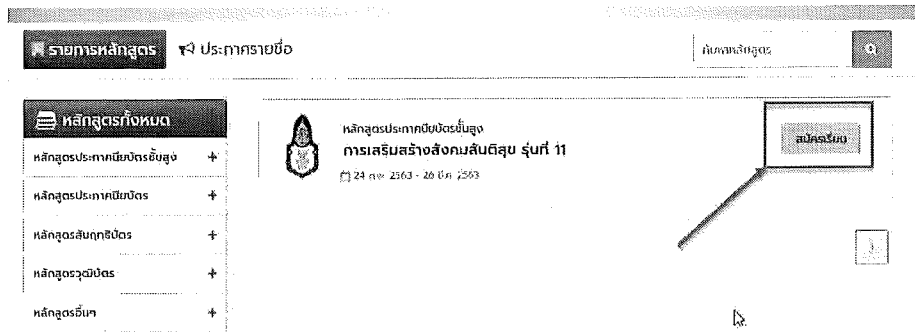 รายการหลักสูตร
ประกาศรายชื่อ
ค้นหาหลักสูตร
หลักสูตรทั้งหมด
หลักสูตรประกาศนียบัตรชั้นสูง +
หลักสูตรประกาศนียบัตร +
หลักสูตรสัมฤทธิบัตร +
หลักสูตรวุฒิบัตร +
หลักสูตรอื่นๆ +
หลักสูตรประกาศนียบัตรชั้นสูง
การเสริมสร้างสังคมสันติสุข รุ่นที่ 11
24 ก.พ. 2563 - 26 มิ.ค. 2563
สมัครเรียน